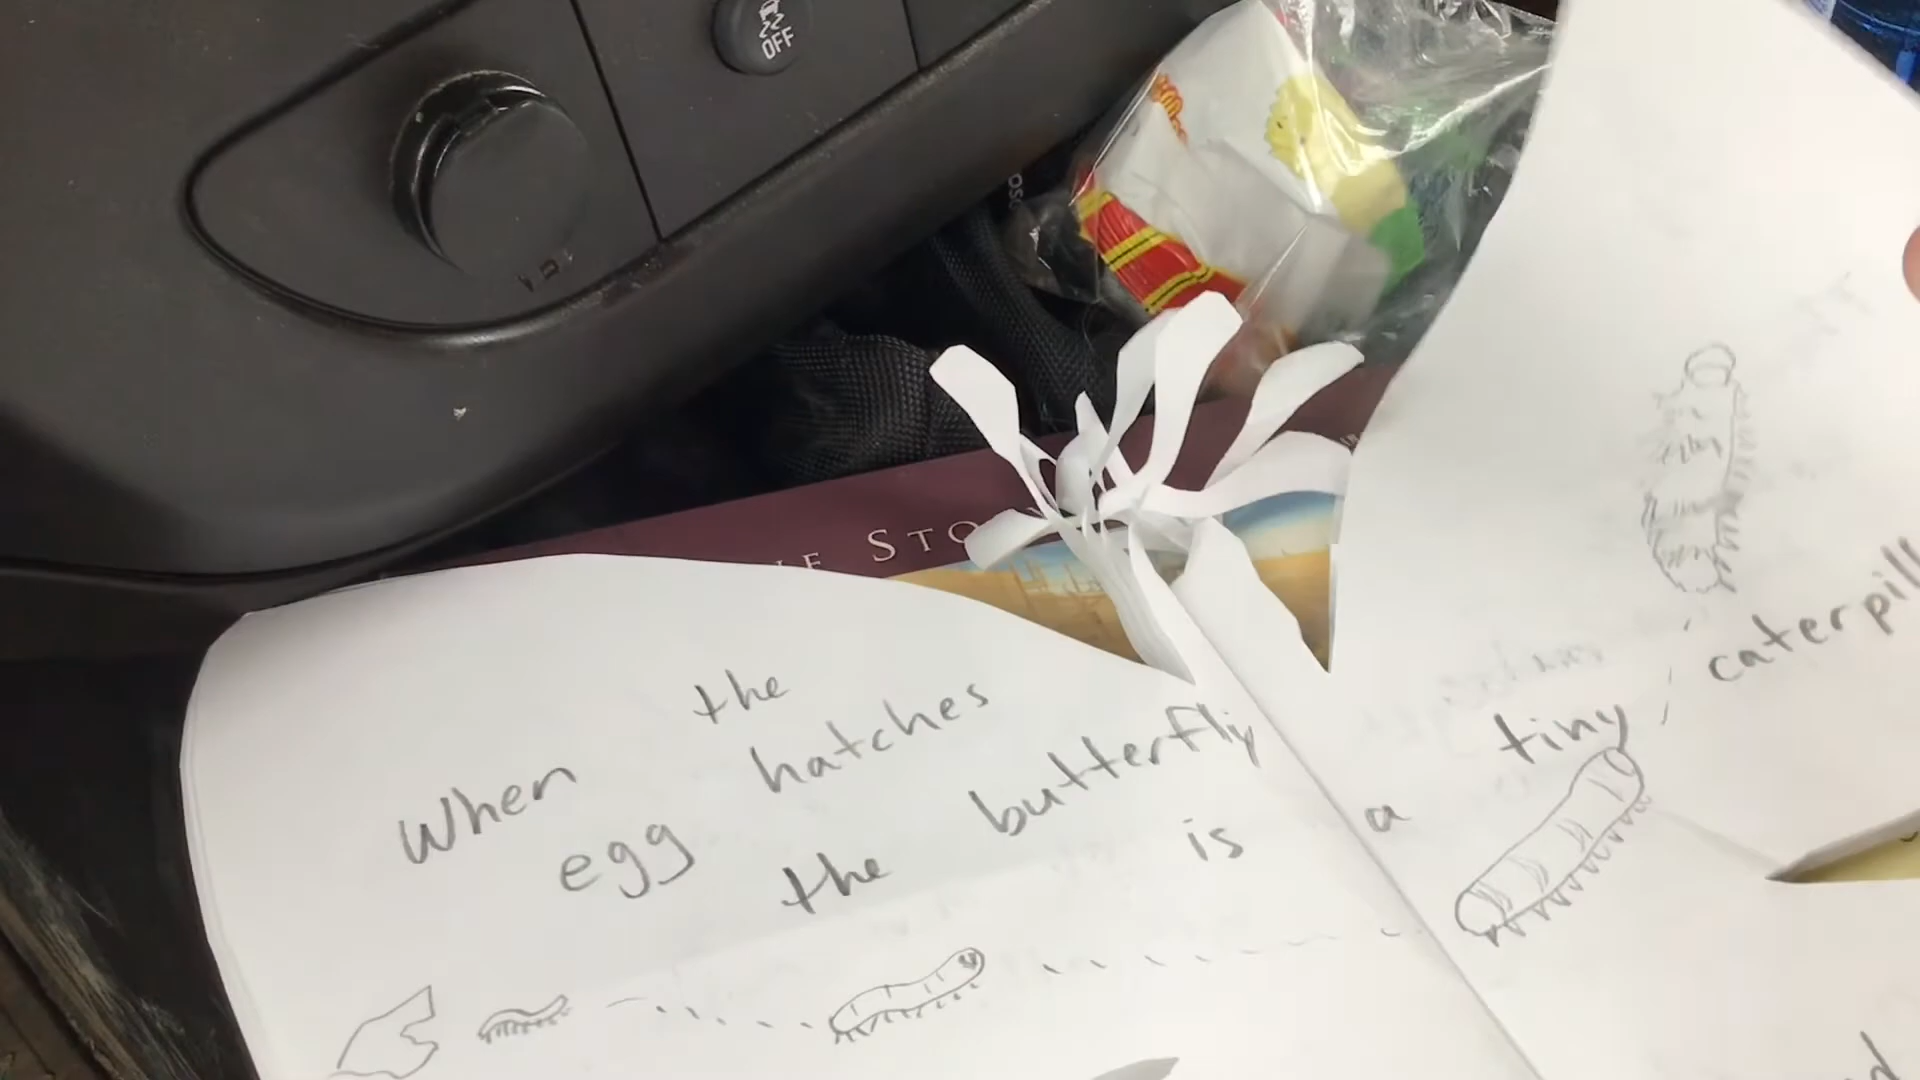 OFF
STO
the
When hatches
egg butterfly
the is a tiny caterpill